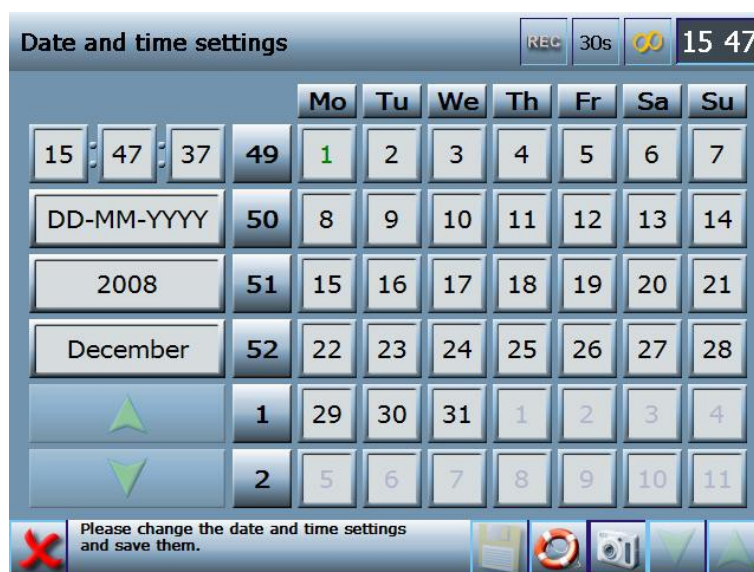 Date and time settings REC 30s 15 47
Mo Tu We Th Fr Sa Su
15 : 47 : 37 49 1 2 3 4 5 6 7
DD-MM-YYYY 50 8 9 10 11 12 13 14
2008 51 15 16 17 18 19 20 21
December 52 22 23 24 25 26 27 28
1 29 30 31 1 2 3 4
2 5 6 7 8 9 10 11
Please change the date and time settings
and save them.